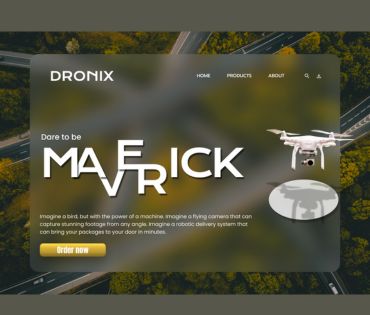 DRONIX
HOME PRODUCTS ABOUT
Dare to be
MAVERICK
Imagine a bird, but with the power of a machine. Imagine a flying camera that can
capture stunning footage from any angle. Imagine a robotic delivery system that
can bring your packages to your door in minutes.
Order now